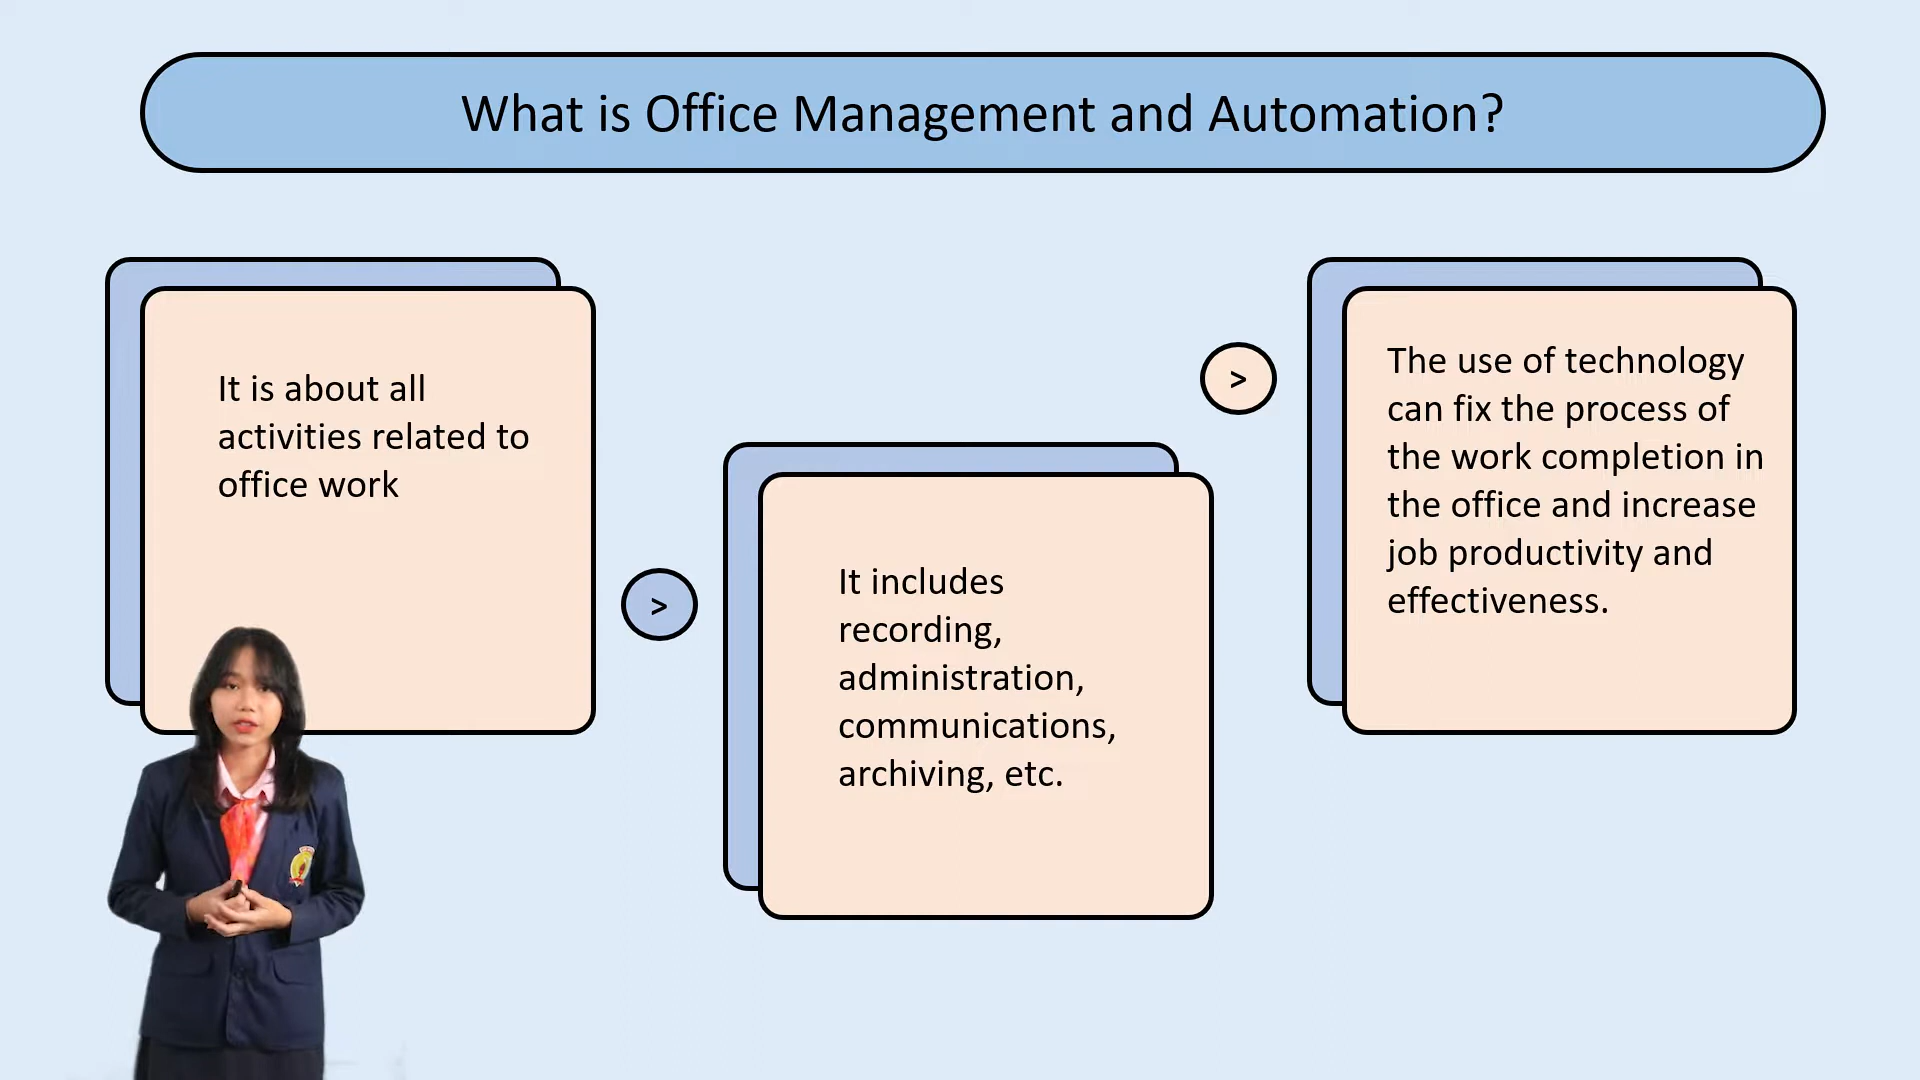 What is Office Management and Automation?
It is about all
activities related to
office work
>
It includes
recording,
administration,
communications,
archiving, etc.
>
The use of technology
can fix the process of
the work completion in
the office and increase
job productivity and
effectiveness.